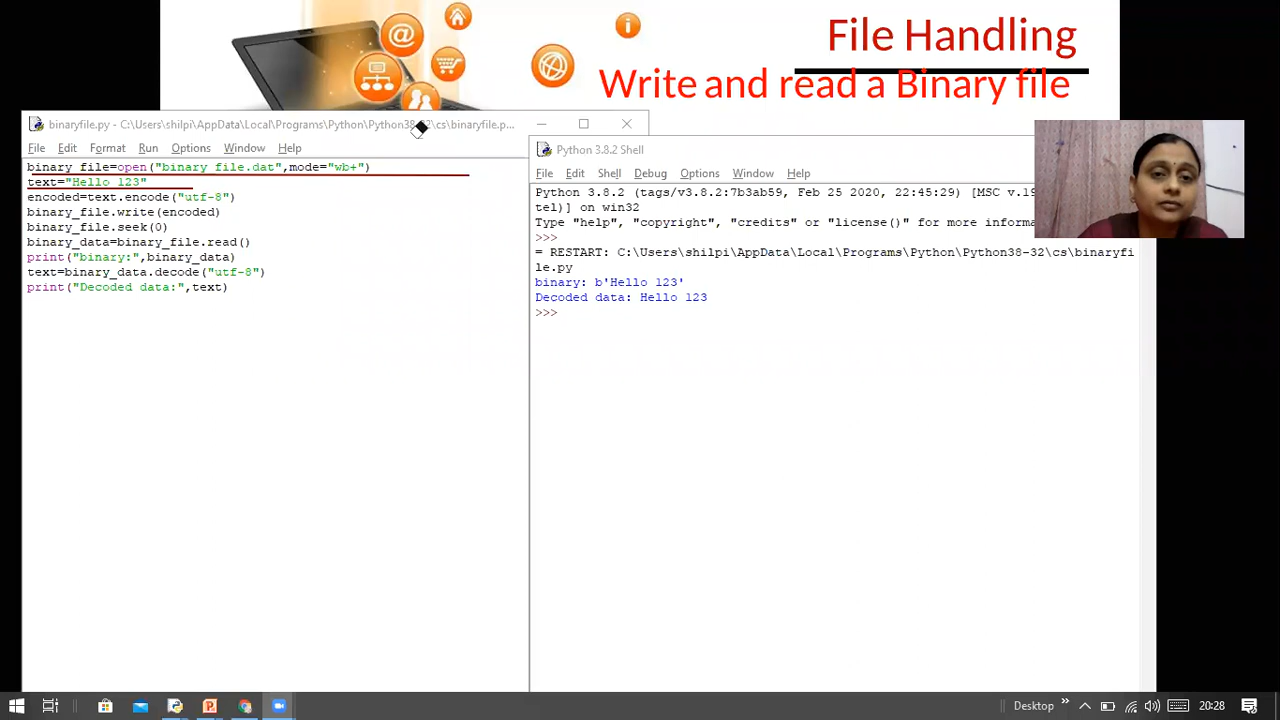 File Handling
Write and read a Binary file
binaryfile.py - C:\Users\shilpi\AppData\Local\Programs\Python\Python38-32\cs\binaryfile.p...
File Edit Format Run Options Window Help
binary_file=open("binary_file.dat",mode="wb+")
text="Hello 123"
encoded=text.encode("utf-8")
binary_file.write(encoded)
binary_file.seek(0)
binary_data=binary_file.read()
print("binary:",binary_data)
text=binary_data.decode("utf-8")
print("Decoded data:",text)
Python 3.8.2 Shell
File Edit Shell Debug Options Window Help
Python 3.8.2 (tags/v3.8.2:7b3ab59, Feb 25 2020, 22:45:29) [MSC v.19
tel)] on win32
Type "help", "copyright", "credits" or "license()" for more informa
>>>
= RESTART: C:\Users\shilpi\AppData\Local\Programs\Python\Python38-32\cs\binaryfi
le.py
binary: b'Hello 123'
Decoded data: Hello 123
>>>
Desktop
20:28